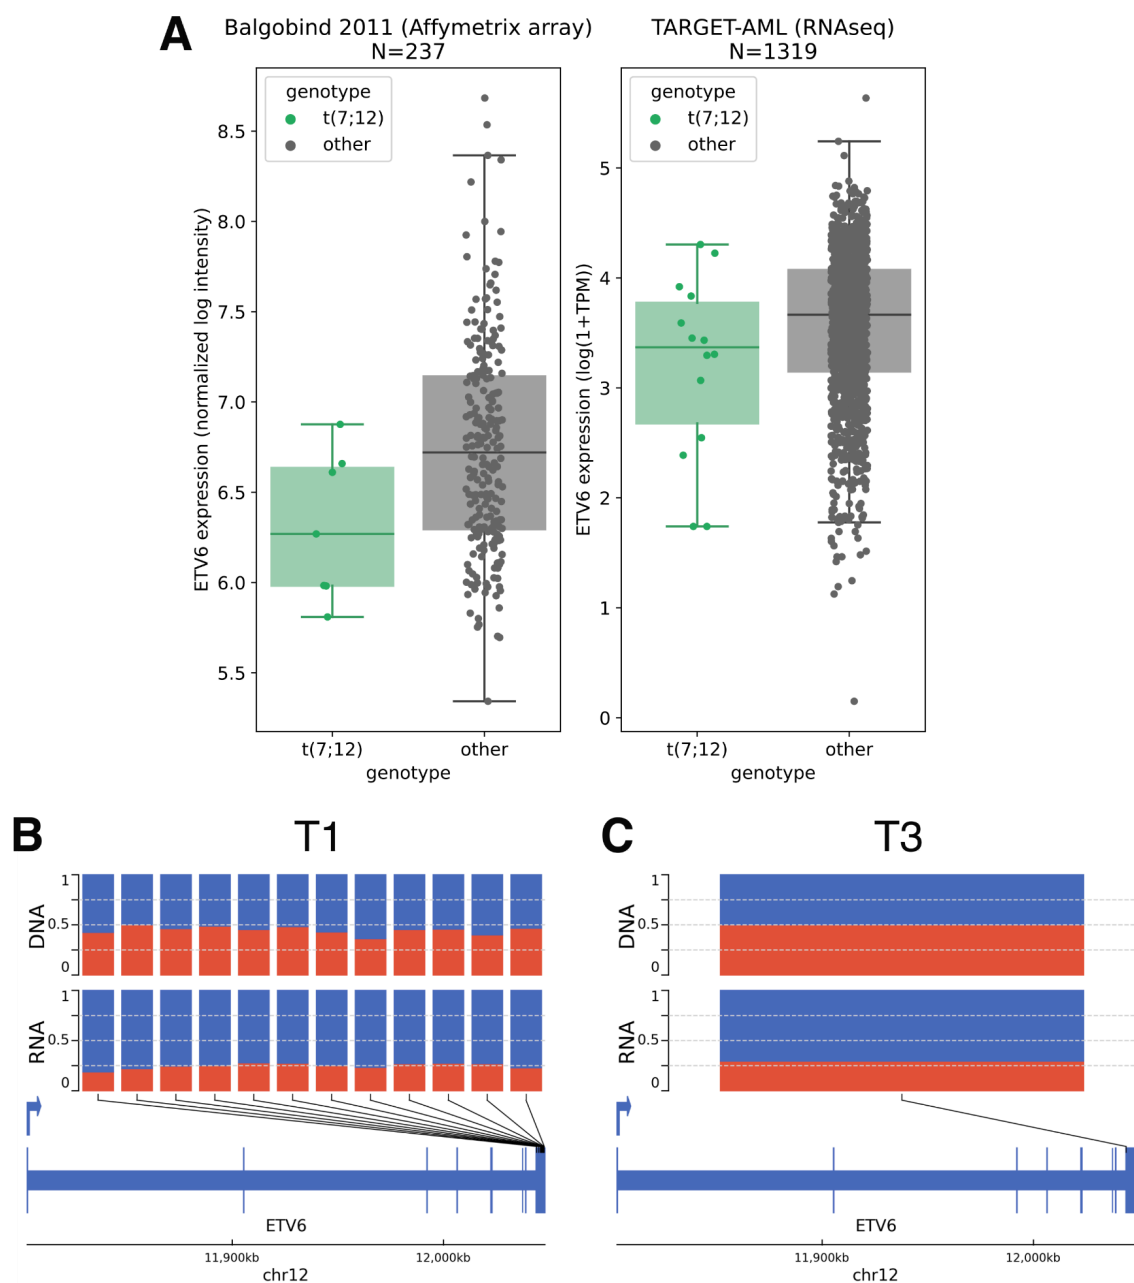 A
Balgobind 2011 (Affymetrix array)
N=237
TARGET-AML (RNAseq)
N=1319
genotype
t(7;12)
other
genotype
t(7;12)
other
ETV6 expression (normalized log intensity)
8.5
8.0
7.5
7.0
6.5
6.0
5.5
ETV6 expression (log(1+TPM))
5
4
3
2
1
0
t(7;12)
other
genotype
t(7;12)
other
genotype
B
T1
C
T3
DNA
1
0.5
0
RNA
1
0.5
0
DNA
1
0.5
0
RNA
1
0.5
0
ETV6
11,900kb
12,000kb
chr12
ETV6
11,900kb
12,000kb
chr12